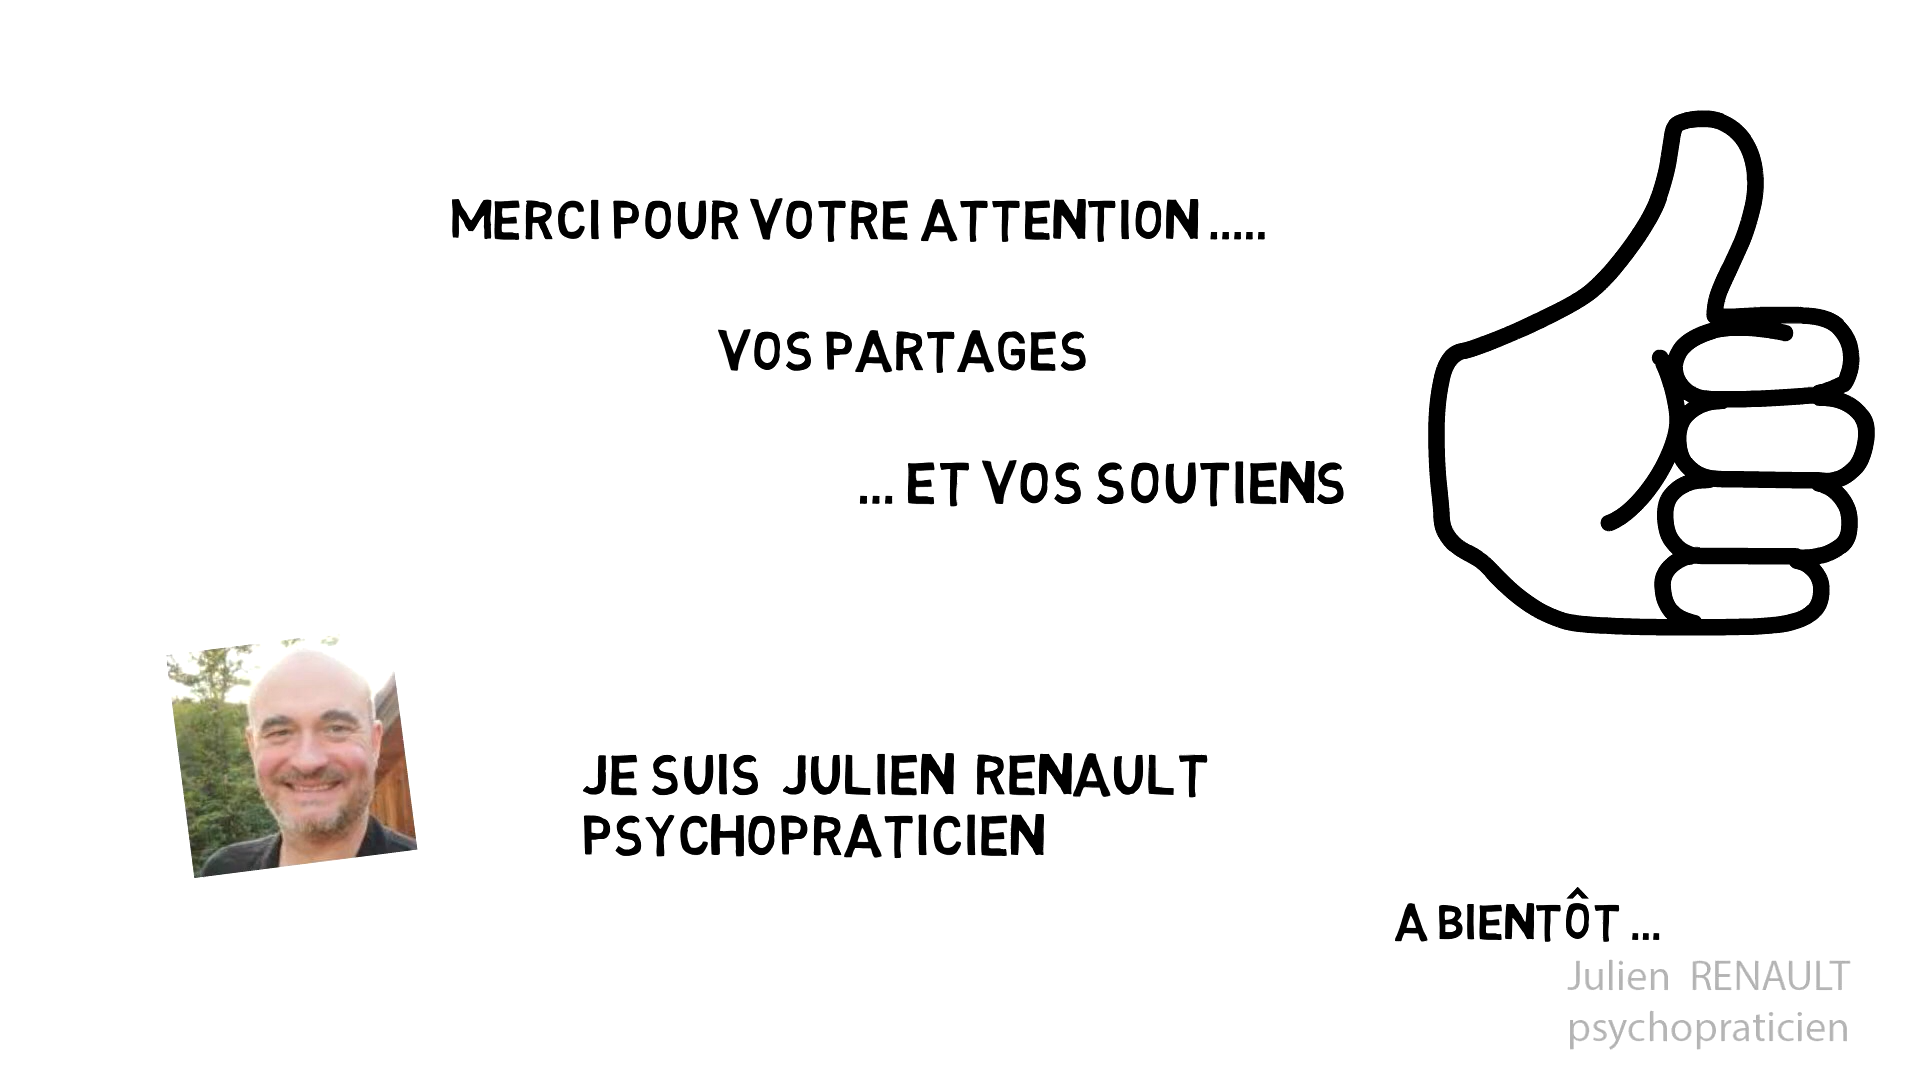 MERCI POUR VOTRE ATTENTION .....
VOS PARTAGES
... ET VOS SOUTIENS
JE SUIS JULIEN RENAULT
PSYCHOPRATICIEN
A BIENTÔT ...
Julien RENAULT
psychopraticien